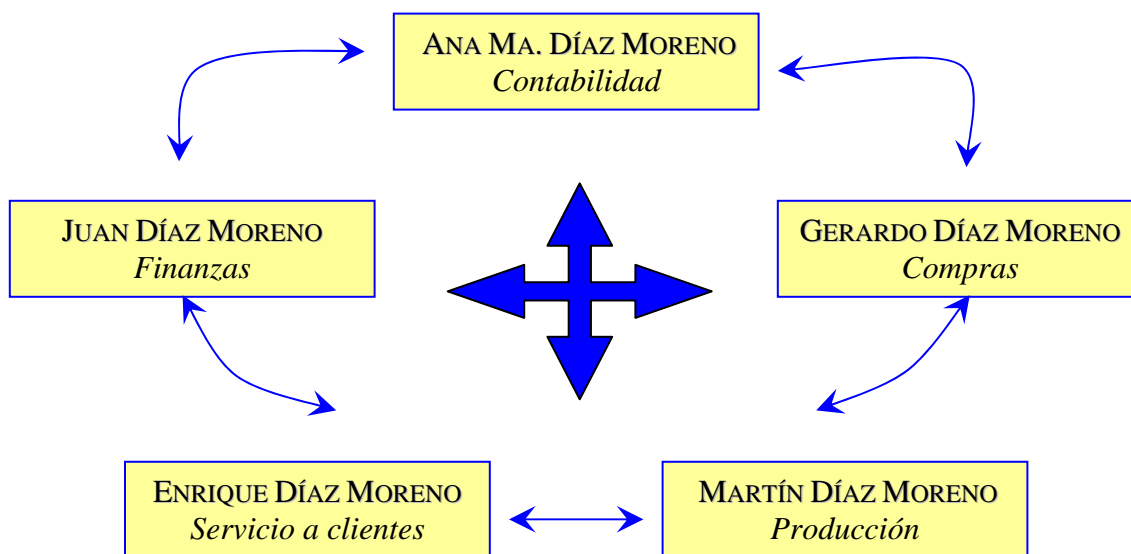 ANA MA. DÍAZ MORENO
Contabilidad
JUAN DÍAZ MORENO
Finanzas
GERARDO DÍAZ MORENO
Compras
ENRIQUE DÍAZ MORENO
Servicio a clientes
MARTÍN DÍAZ MORENO
Producción